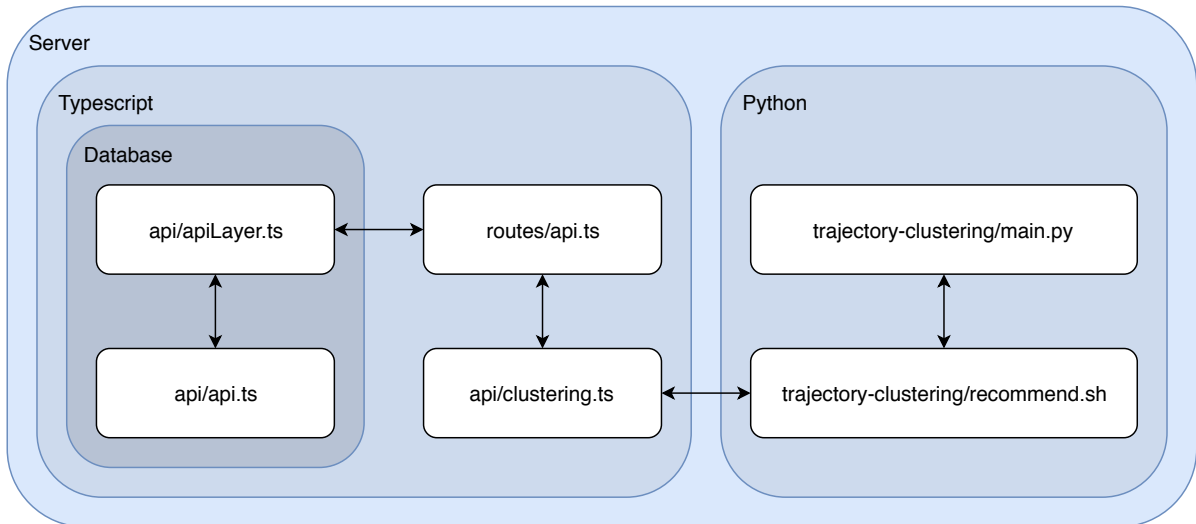 Server
Typescript
Python
Database
api/apiLayer.ts
routes/api.ts
trajectory-clustering/main.py
api/api.ts
api/clustering.ts
trajectory-clustering/recommend.sh